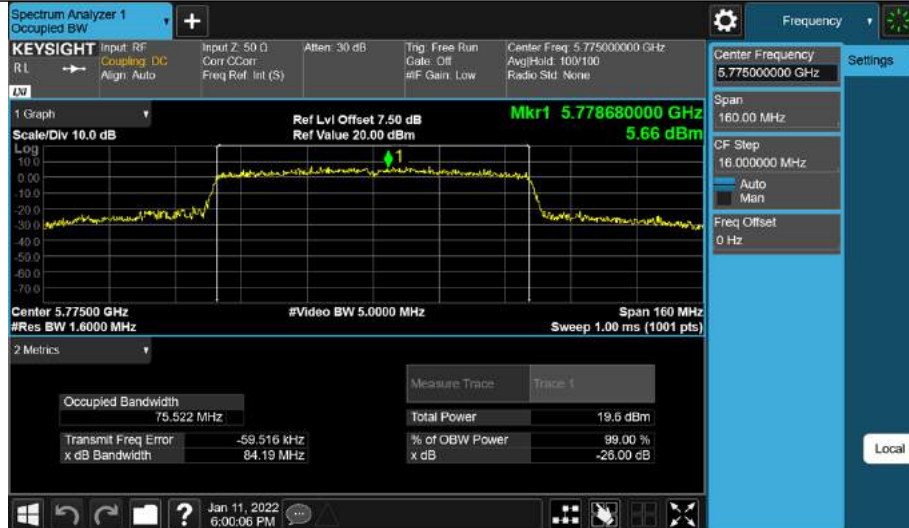 Spectrum Analyzer 1
Occupied BW
Frequency
KEYSIGHT
RL
LXI
Input: RF
Coupling: DC
Align: Auto
Input Z: 50 Ω
Corr CCorr
Freq Ref: Int (S)
Atten: 30 dB
Trig: Free Run
Gate: Off
#IF Gain: Low
Center Freq: 5.775000000 GHz
Avg|Hold: 100/100
Radio Std: None
Center Frequency
5.775000000 GHz
Settings
Span
160.00 MHz
CF Step
16.000000 MHz
Auto
Man
Freq Offset
0 Hz
Local
1 Graph
Scale/Div 10.0 dB
Ref Lvl Offset 7.50 dB
Ref Value 20.00 dBm
Mkr1 5.778680000 GHz
5.66 dBm
Log
10.0
0.00
-10.0
-20.0
-30.0
-40.0
-50.0
-60.0
-70.0
1
Center 5.77500 GHz
#Video BW 5.0000 MHz
Span 160 MHz
#Res BW 1.6000 MHz
Sweep 1.00 ms (1001 pts)
2 Metrics
Measure Trace
Trace 1
Occupied Bandwidth
75.522 MHz
Total Power
19.6 dBm
Transmit Freq Error
-59.516 kHz
% of OBW Power
99.00 %
x dB Bandwidth
84.19 MHz
x dB
-26.00 dB
?
Jan 11, 2022
6:00:06 PM